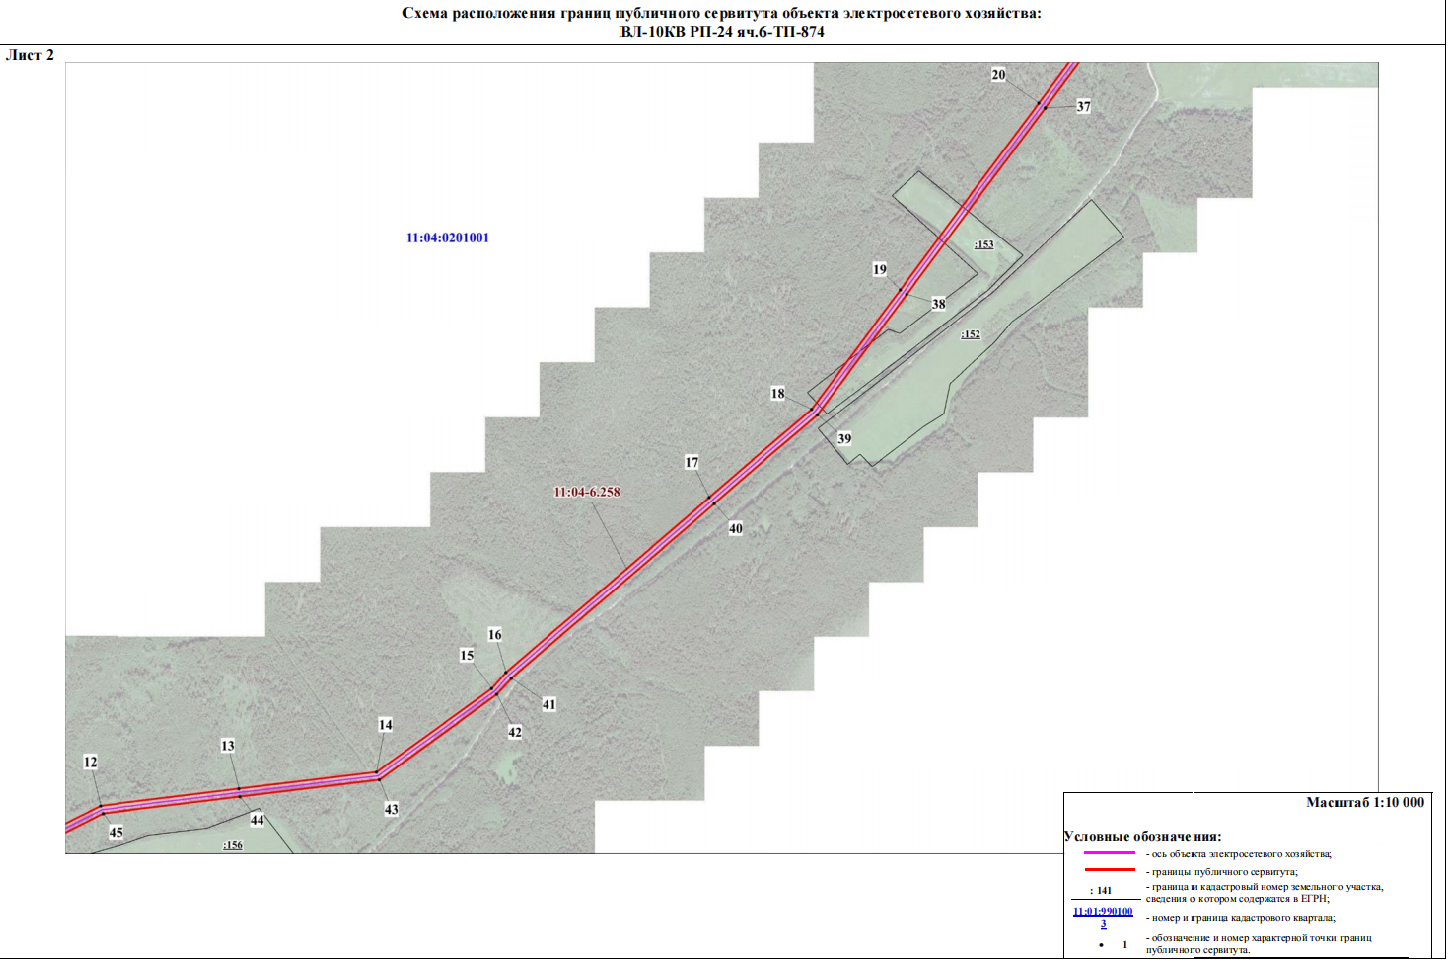 Схема расположения границ публичного сервитута объекта электросетевого хозяйства:
ВЛ-10КВ РП-24 яч.6-ТП-874
Лист 2
20
37
11:04:0201001
:153
19
38
:152
18
39
17
11:04-6.258
40
16
15
41
42
14
13
12
43
44
45
:156
Масштаб 1:10 000
Условные обозначения:
- ось объекта электросетевого хозяйства;
- границы публичного сервитута;
: 141
- граница и кадастровый номер земельного участка,
сведения о котором содержатся в ЕГРН;
11:01:990100
3
- номер и граница кадастрового квартала;
1
- обозначение и номер характерной точки границ
публичного сервитута.